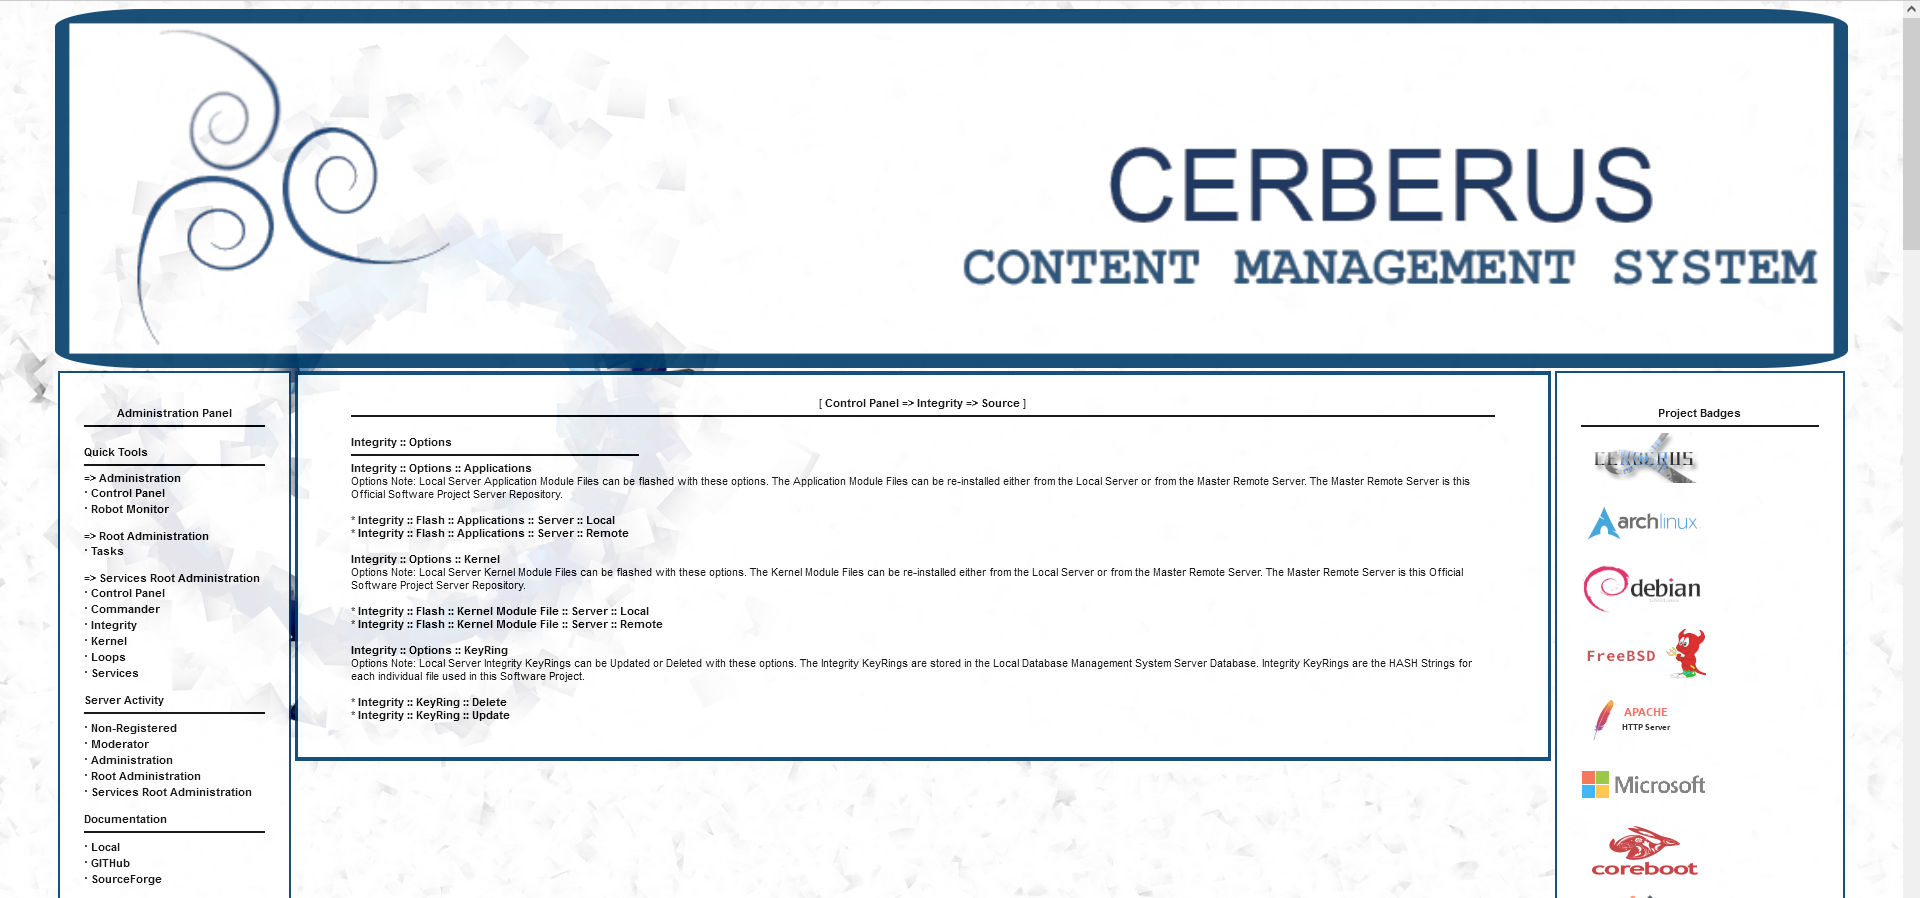 CERBERUS
CONTENT MANAGEMENT SYSTEM
Administration Panel
Quick Tools
=> Administration
· Control Panel
· Robot Monitor
=> Root Administration
· Tasks
=> Services Root Administration
· Control Panel
· Commander
· Integrity
· Kernel
· Loops
· Services
Server Activity
· Non-Registered
· Moderator
· Administration
· Root Administration
· Services Root Administration
Documentation
· Local
· GITHub
· SourceForge
[ Control Panel => Integrity => Source ]
Integrity :: Options
Integrity :: Options :: Applications
Options Note: Local Server Application Module Files can be flashed with these options. The Application Module Files can be re-installed either from the Local Server or from the Master Remote Server. The Master Remote Server is this
Official Software Project Server Repository.
* Integrity :: Flash :: Applications :: Server :: Local
* Integrity :: Flash :: Applications :: Server :: Remote
Integrity :: Options :: Kernel
Options Note: Local Server Kernel Module Files can be flashed with these options. The Kernel Module Files can be re-installed either from the Local Server or from the Master Remote Server. The Master Remote Server is this Official
Software Project Server Repository.
* Integrity :: Flash :: Kernel Module File :: Server :: Local
* Integrity :: Flash :: Kernel Module File :: Server :: Remote
Integrity :: Options :: KeyRing
Options Note: Local Server Integrity KeyRings can be Updated or Deleted with these options. The Integrity KeyRings are stored in the Local Database Management System Server Database. Integrity KeyRings are the HASH Strings for
each individual file used in this Software Project.
* Integrity :: KeyRing :: Delete
* Integrity :: KeyRing :: Update
Project Badges
CERBERUS
archlinux
debian
FreeBSD
APACHE
HTTP Server
Microsoft
coreboot